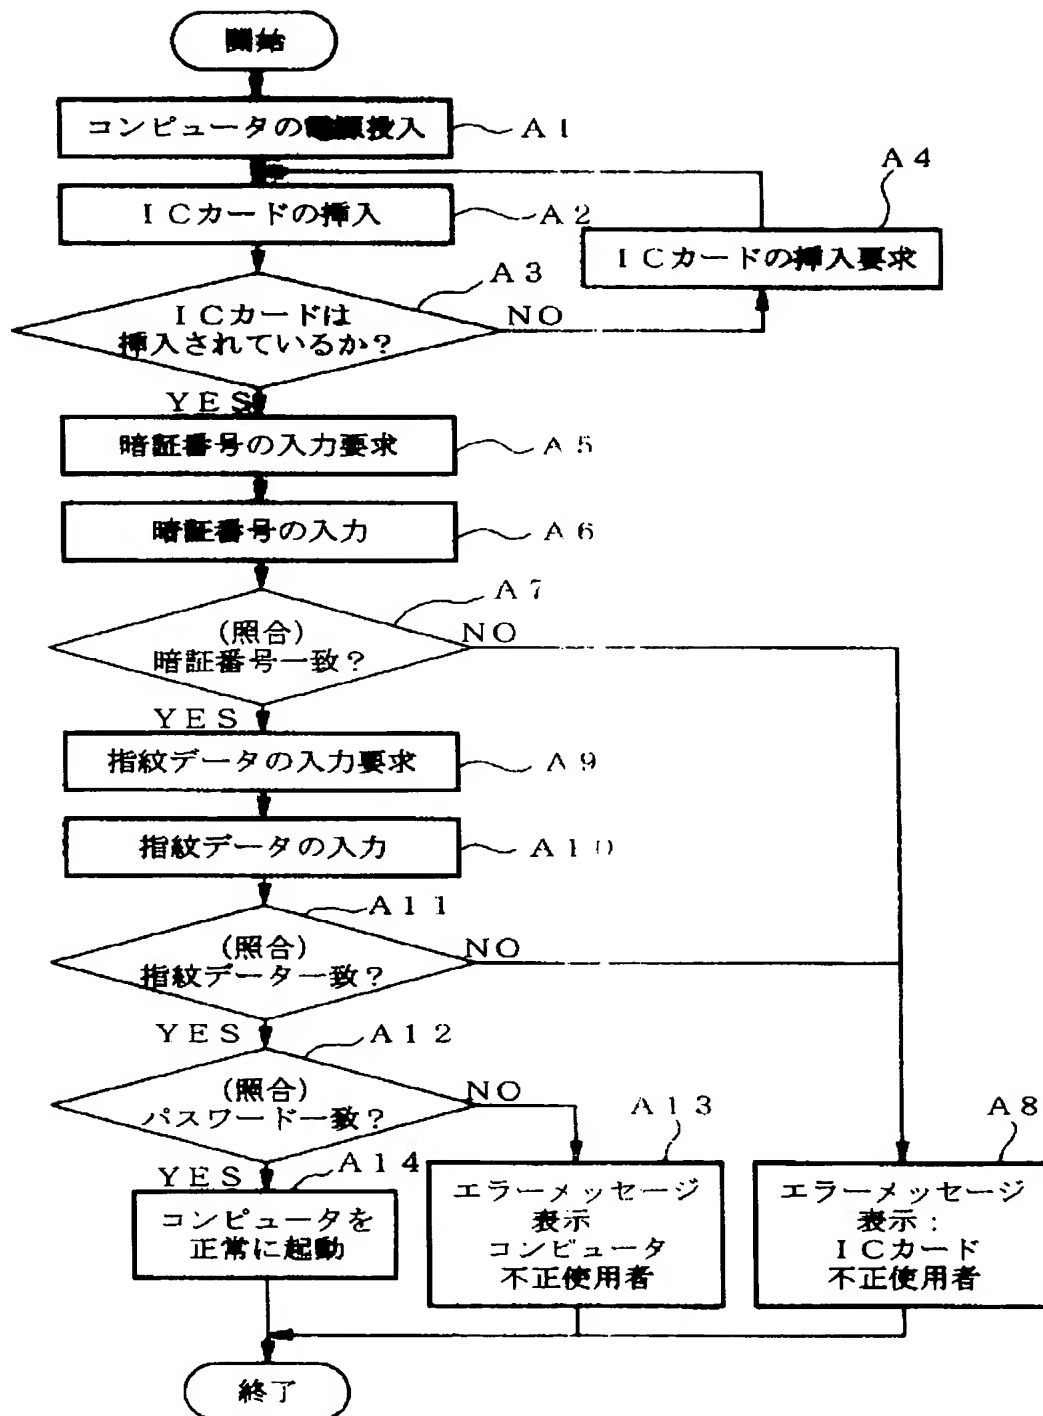 開始
コンピュータの電源投入
A1
A4
ICカードの挿入
A2
ICカードの挿入要求
A3
ICカードは
挿入されているか?
NO
YES
暗証番号の入力要求
A5
暗証番号の入力
A6
A7
(照合)
暗証番号一致?
NO
YES
指紋データの入力要求
A9
指紋データの入力
A10
A11
(照合)
指紋データ一致?
NO
YES
A12
(照合)
パスワード一致?
NO
A13
A8
YES
A14
コンピュータを
正常に起動
エラーメッセージ
表示
コンピュータ
不正使用者
エラーメッセージ
表示:
ICカード
不正使用者
終了